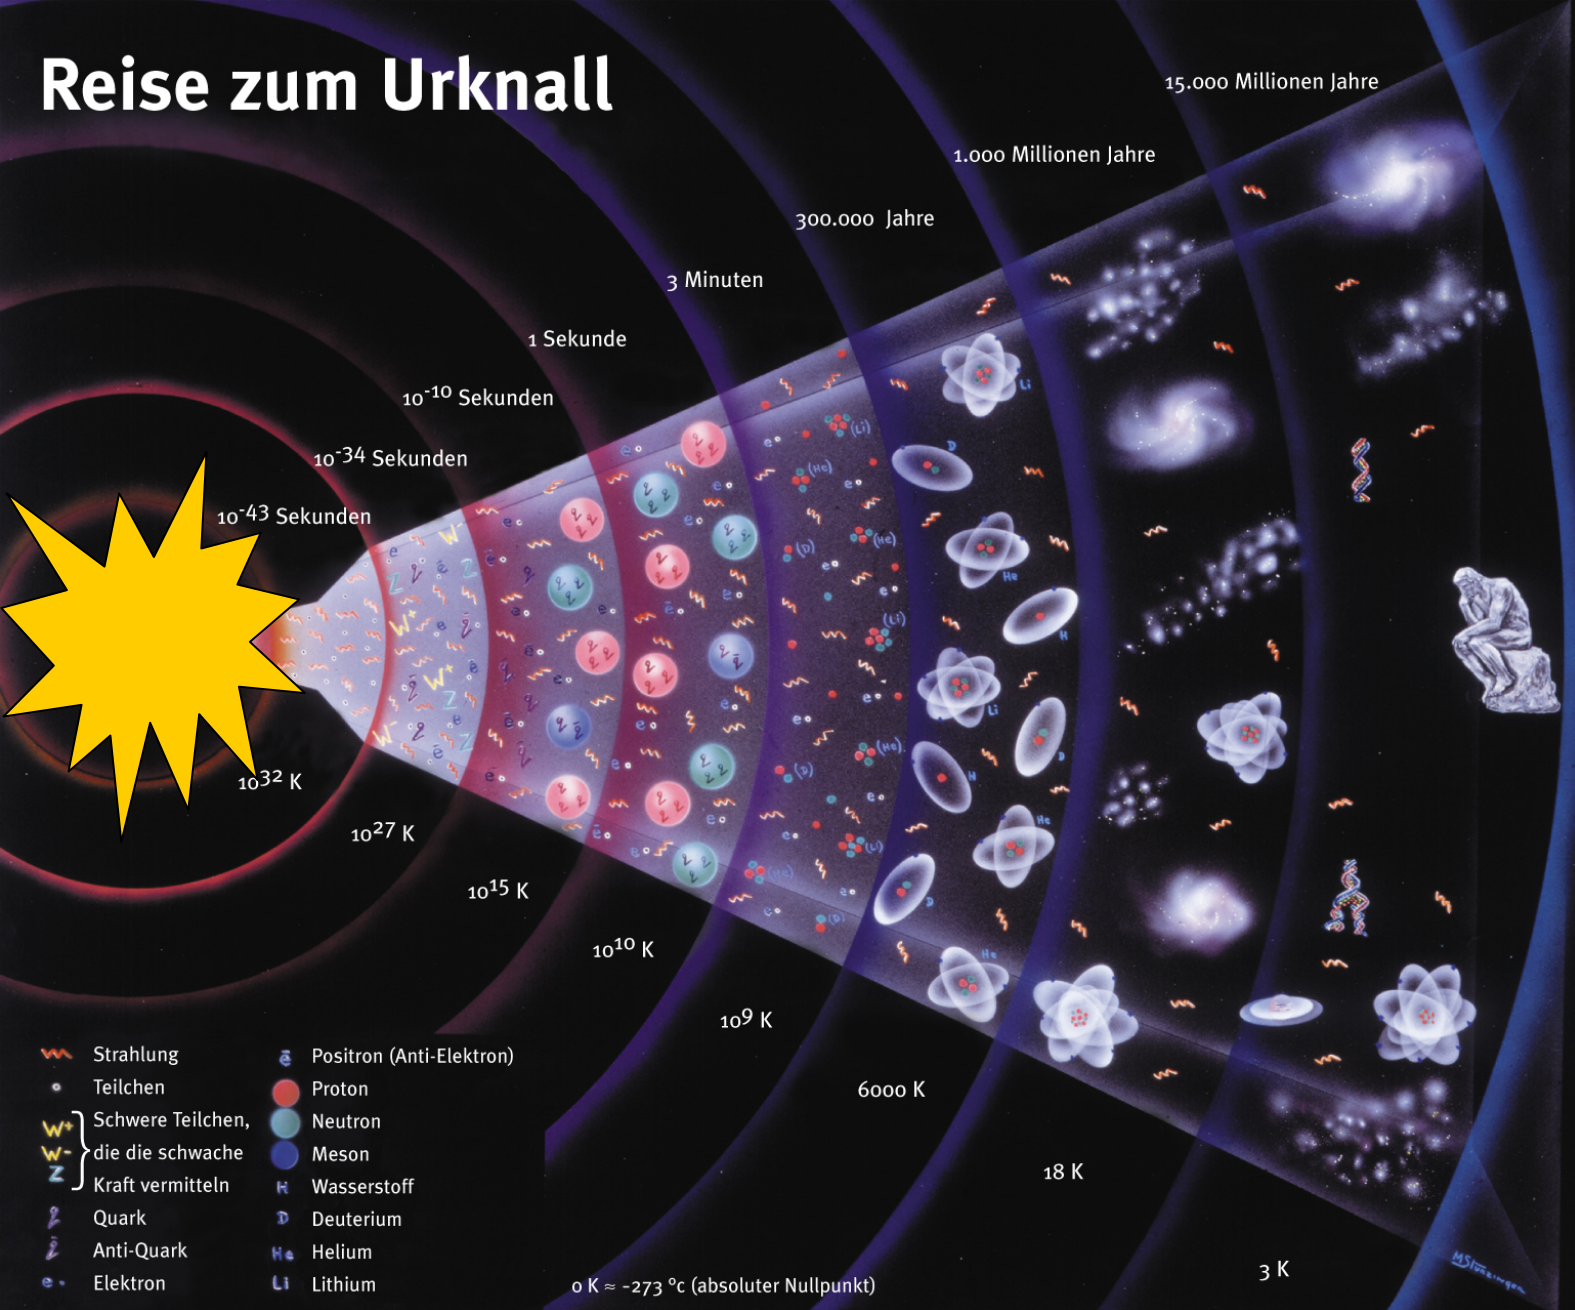 Reise zum Urknall
15.000 Millionen Jahre
1.000 Millionen Jahre
300.000 Jahre
3 Minuten
1 Sekunde
10⁻¹⁰ Sekunden
10⁻³⁴ Sekunden
10⁻⁴³ Sekunden
10³² K
10²⁷ K
10¹⁵ K
10¹⁰ K
10⁹ K
6000 K
18 K
3 K
Strahlung
Teilchen
W+
W-
Z
Schwere Teilchen,
die die schwache
Kraft vermitteln
Quark
Anti-Quark
e- Elektron
ē Positron (Anti-Elektron)
Proton
Neutron
Meson
H Wasserstoff
D Deuterium
He Helium
Li Lithium
0 K ≈ -273 °c (absoluter Nullpunkt)